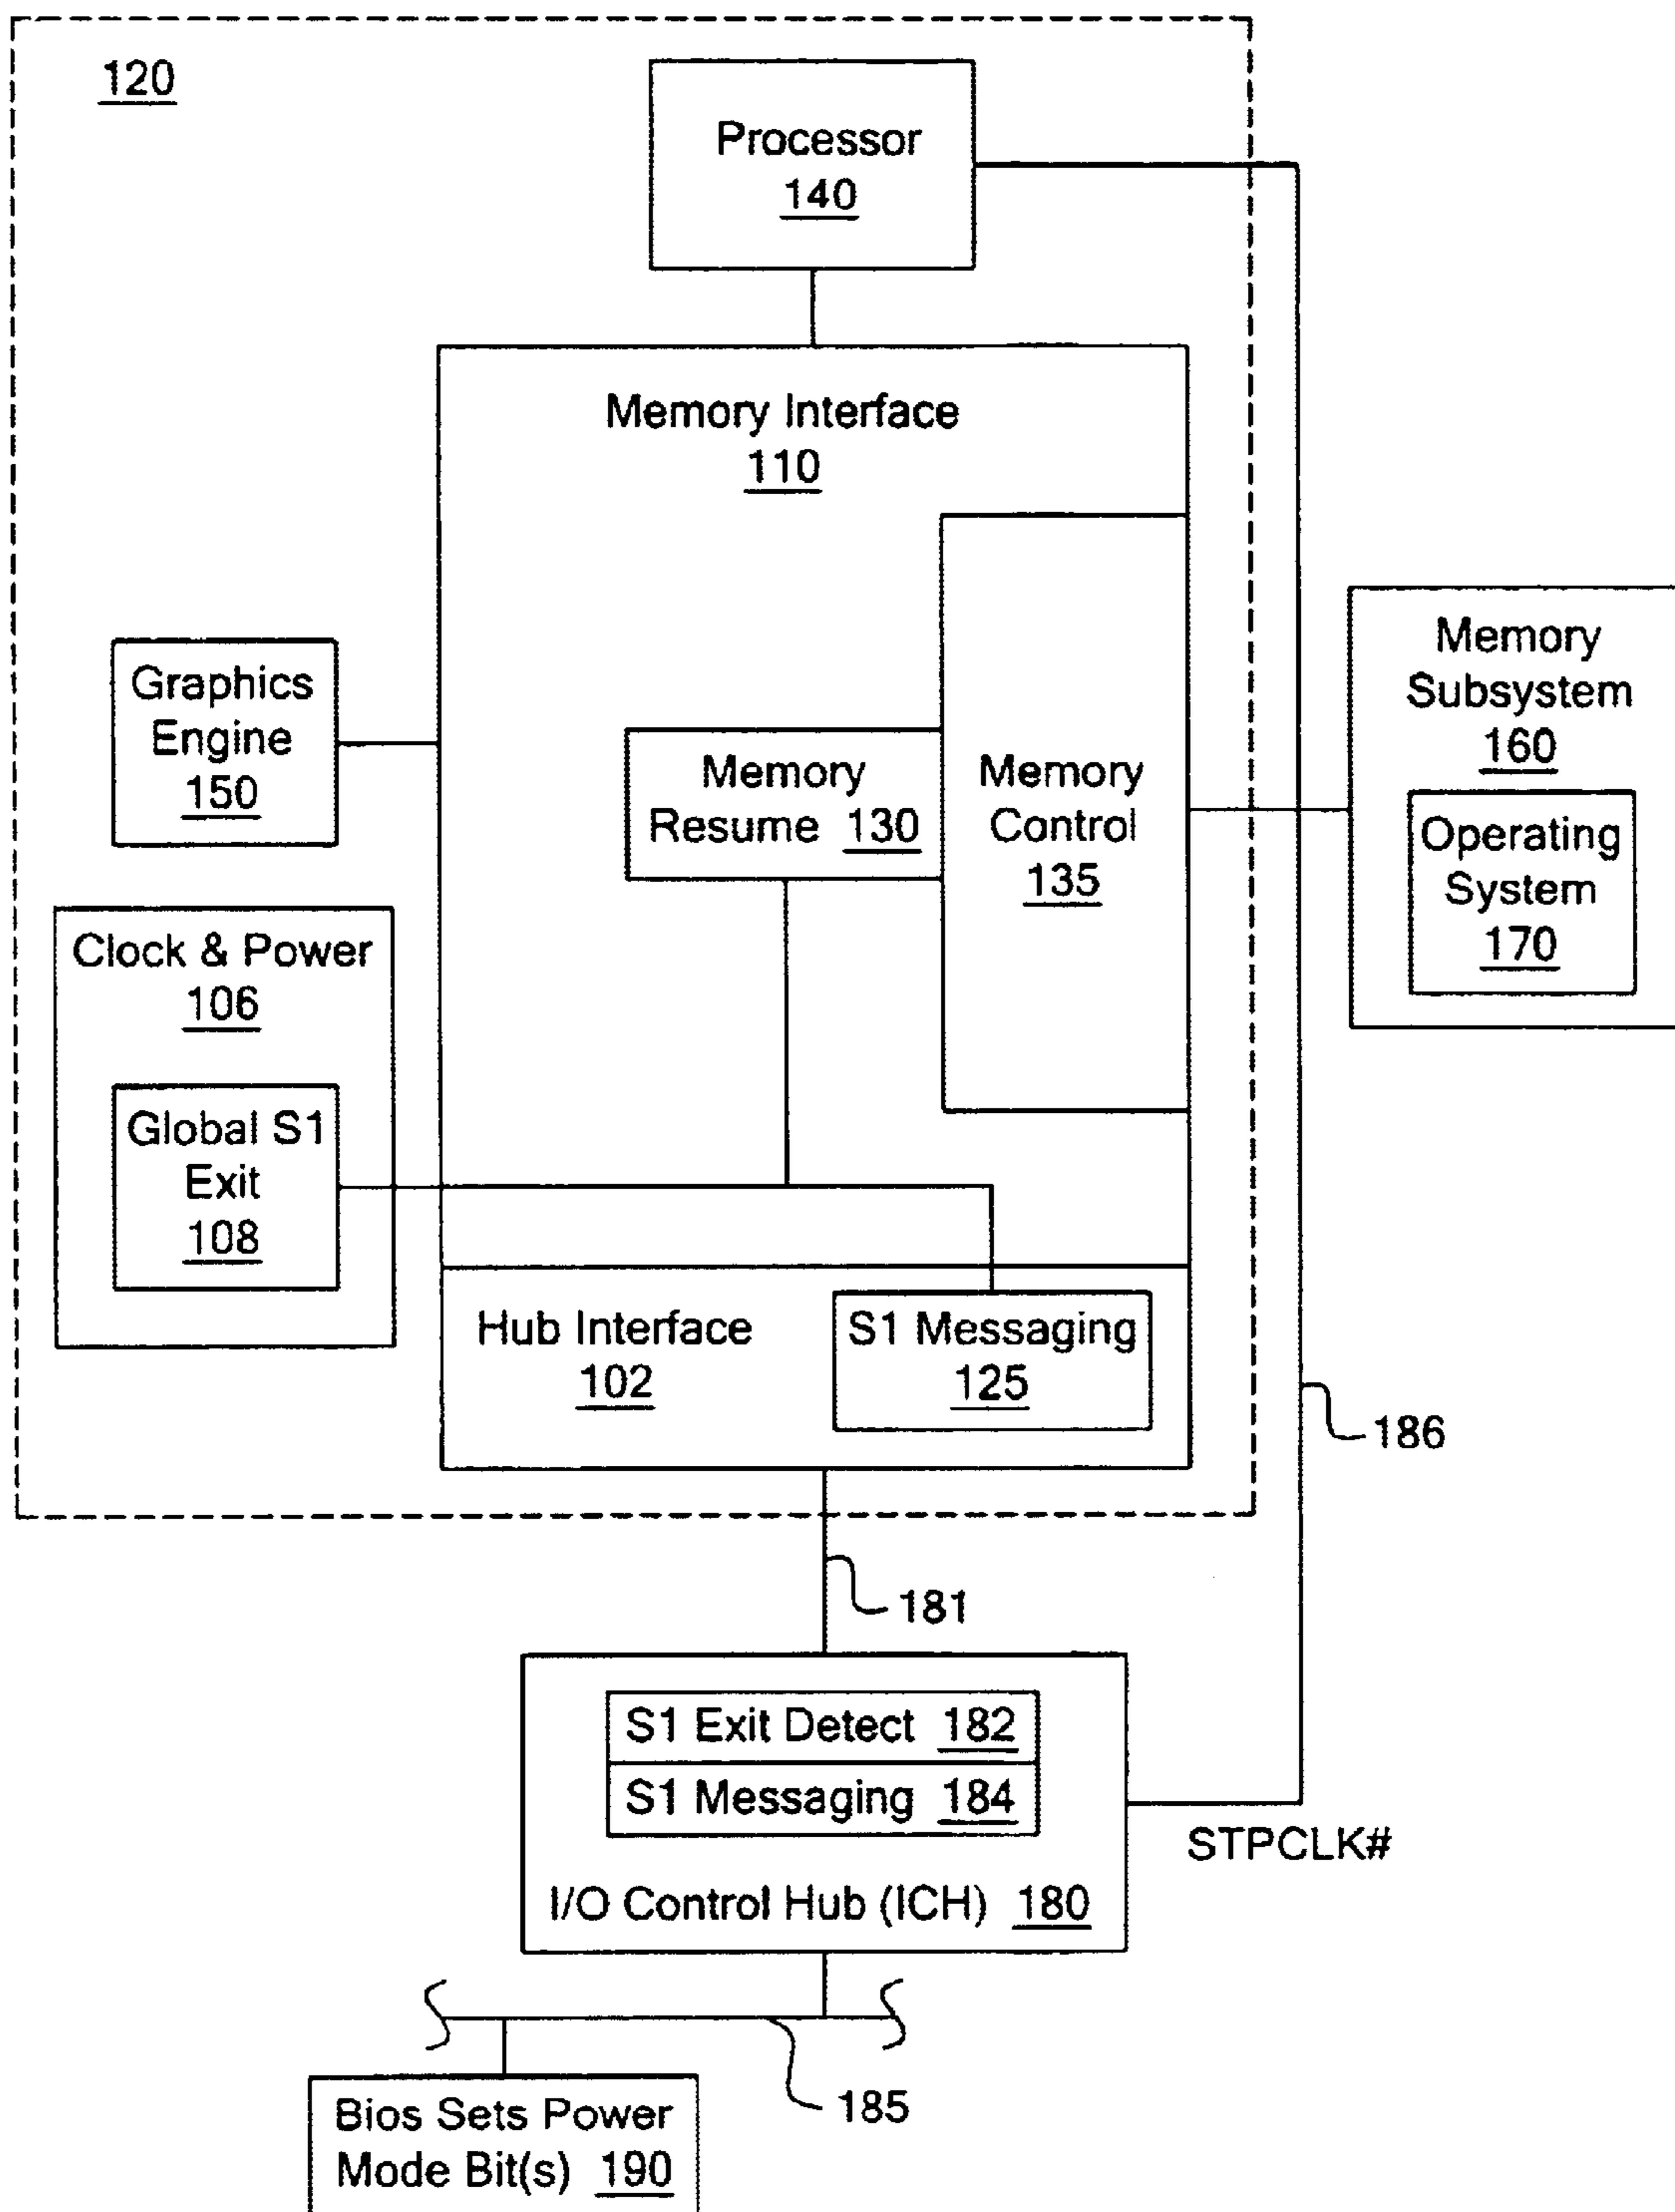 120
Processor
140
Memory Interface
110
Memory
Subsystem
160
Graphics
Engine
150
Memory
Resume 130
Memory
Control
135
Operating
System
170
Clock & Power
106
Global S1
Exit
108
Hub Interface
102
S1 Messaging
125
186
181
S1 Exit Detect 182
S1 Messaging 184
STPCLK#
I/O Control Hub (ICH) 180
185
Bios Sets Power
Mode Bit(s) 190